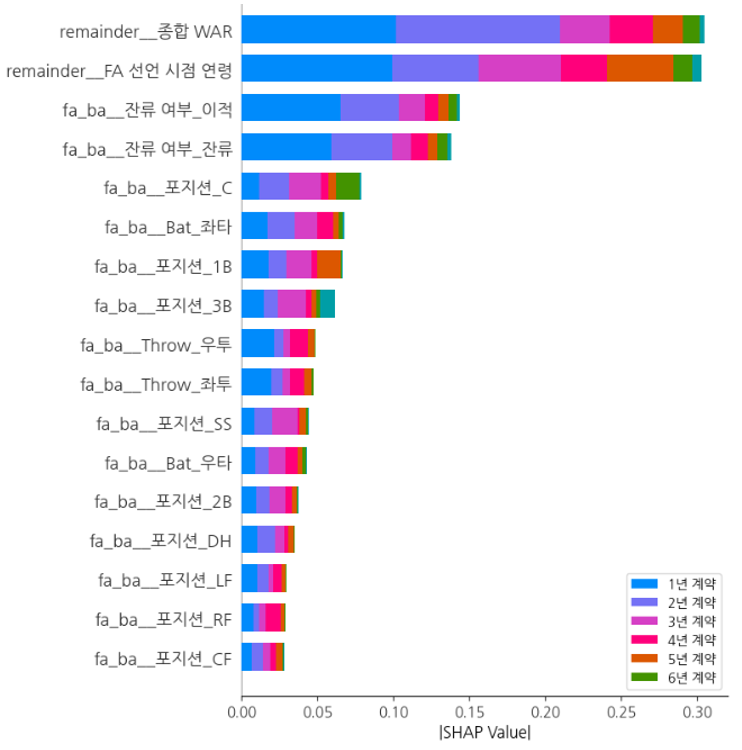 remainder__종합 WAR
remainder__FA 선언 시점 연령
fa_ba__잔류 여부_이적
fa_ba__잔류 여부_잔류
fa_ba__포지션_C
fa_ba__Bat_좌타
fa_ba__포지션_1B
fa_ba__포지션_3B
fa_ba__Throw_우투
fa_ba__Throw_좌투
fa_ba__포지션_SS
fa_ba__Bat_우타
fa_ba__포지션_2B
fa_ba__포지션_DH
fa_ba__포지션_LF
fa_ba__포지션_RF
fa_ba__포지션_CF
1년 계약
2년 계약
3년 계약
4년 계약
5년 계약
6년 계약
0.00 0.05 0.10 0.15 0.20 0.25 0.30
|SHAP Value|